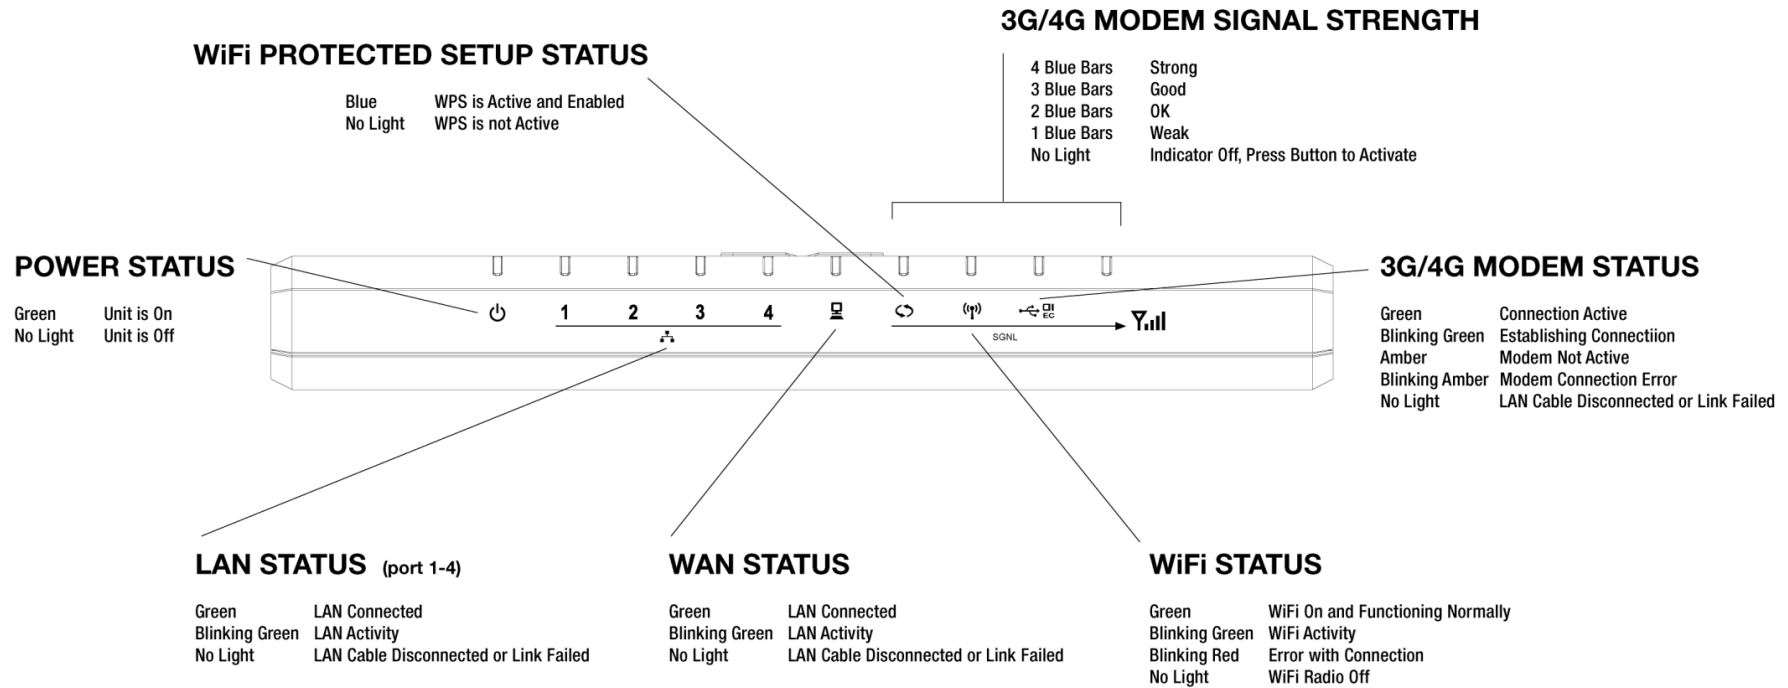 3G/4G MODEM SIGNAL STRENGTH
4 Blue Bars Strong
3 Blue Bars Good
2 Blue Bars OK
1 Blue Bars Weak
No Light Indicator Off, Press Button to Activate
WiFi PROTECTED SETUP STATUS
Blue WPS is Active and Enabled
No Light WPS is not Active
POWER STATUS
Green Unit is On
No Light Unit is Off
1 2 3 4
EC
SGNL
3G/4G MODEM STATUS
Green Connection Active
Blinking Green Establishing Connectiion
Amber Modem Not Active
Blinking Amber Modem Connection Error
No Light LAN Cable Disconnected or Link Failed
LAN STATUS (port 1-4)
Green LAN Connected
Blinking Green LAN Activity
No Light LAN Cable Disconnected or Link Failed
WAN STATUS
Green LAN Connected
Blinking Green LAN Activity
No Light LAN Cable Disconnected or Link Failed
WiFi STATUS
Green WiFi On and Functioning Normally
Blinking Green WiFi Activity
Blinking Red Error with Connection
No Light WiFi Radio Off